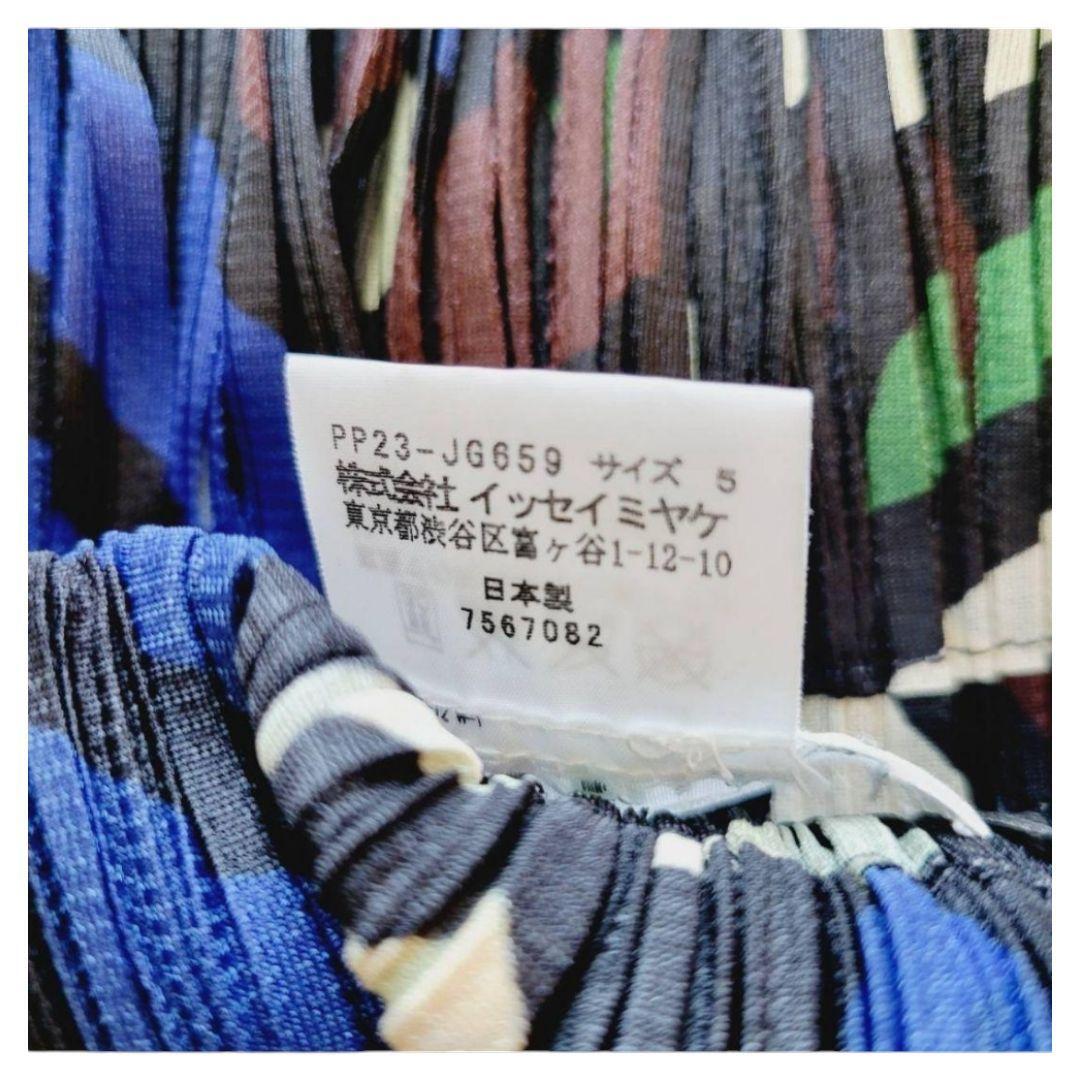 PP23-JG659 サイズ 5
株式会社 イッセイミヤケ
東京都渋谷区富ヶ谷1-12-10
日本製
7567082